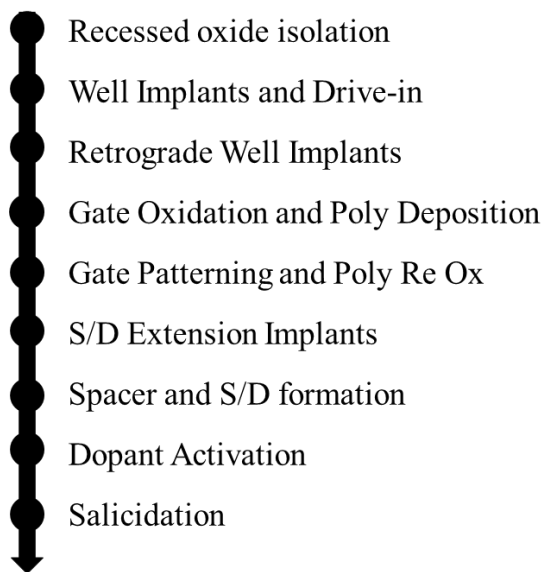 Recessed oxide isolation
Well Implants and Drive-in
Retrograde Well Implants
Gate Oxidation and Poly Deposition
Gate Patterning and Poly Re Ox
S/D Extension Implants
Spacer and S/D formation
Dopant Activation
Salicidation